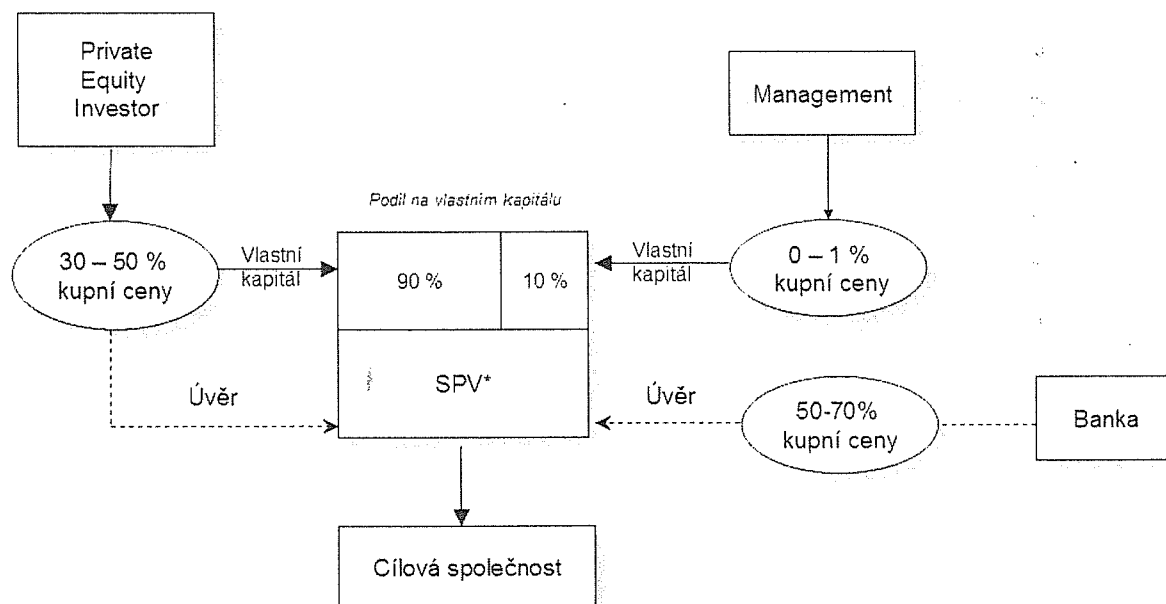 Private
Equity
Investor
Management
Podíl na vlastním kapitálu
30 – 50 %
kupní ceny
Vlastní
kapitál
90 %
10 %
Vlastní
kapitál
0 – 1 %
kupní ceny
Úvěr
SPV*
Úvěr
50-70%
kupní ceny
Banka
Cílová společnost